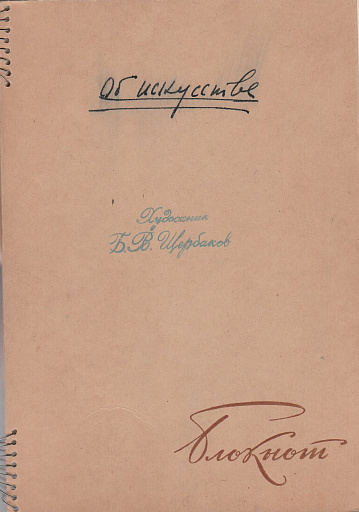 Об искусстве
Художник
Б.В. Щербаков
Блокнот